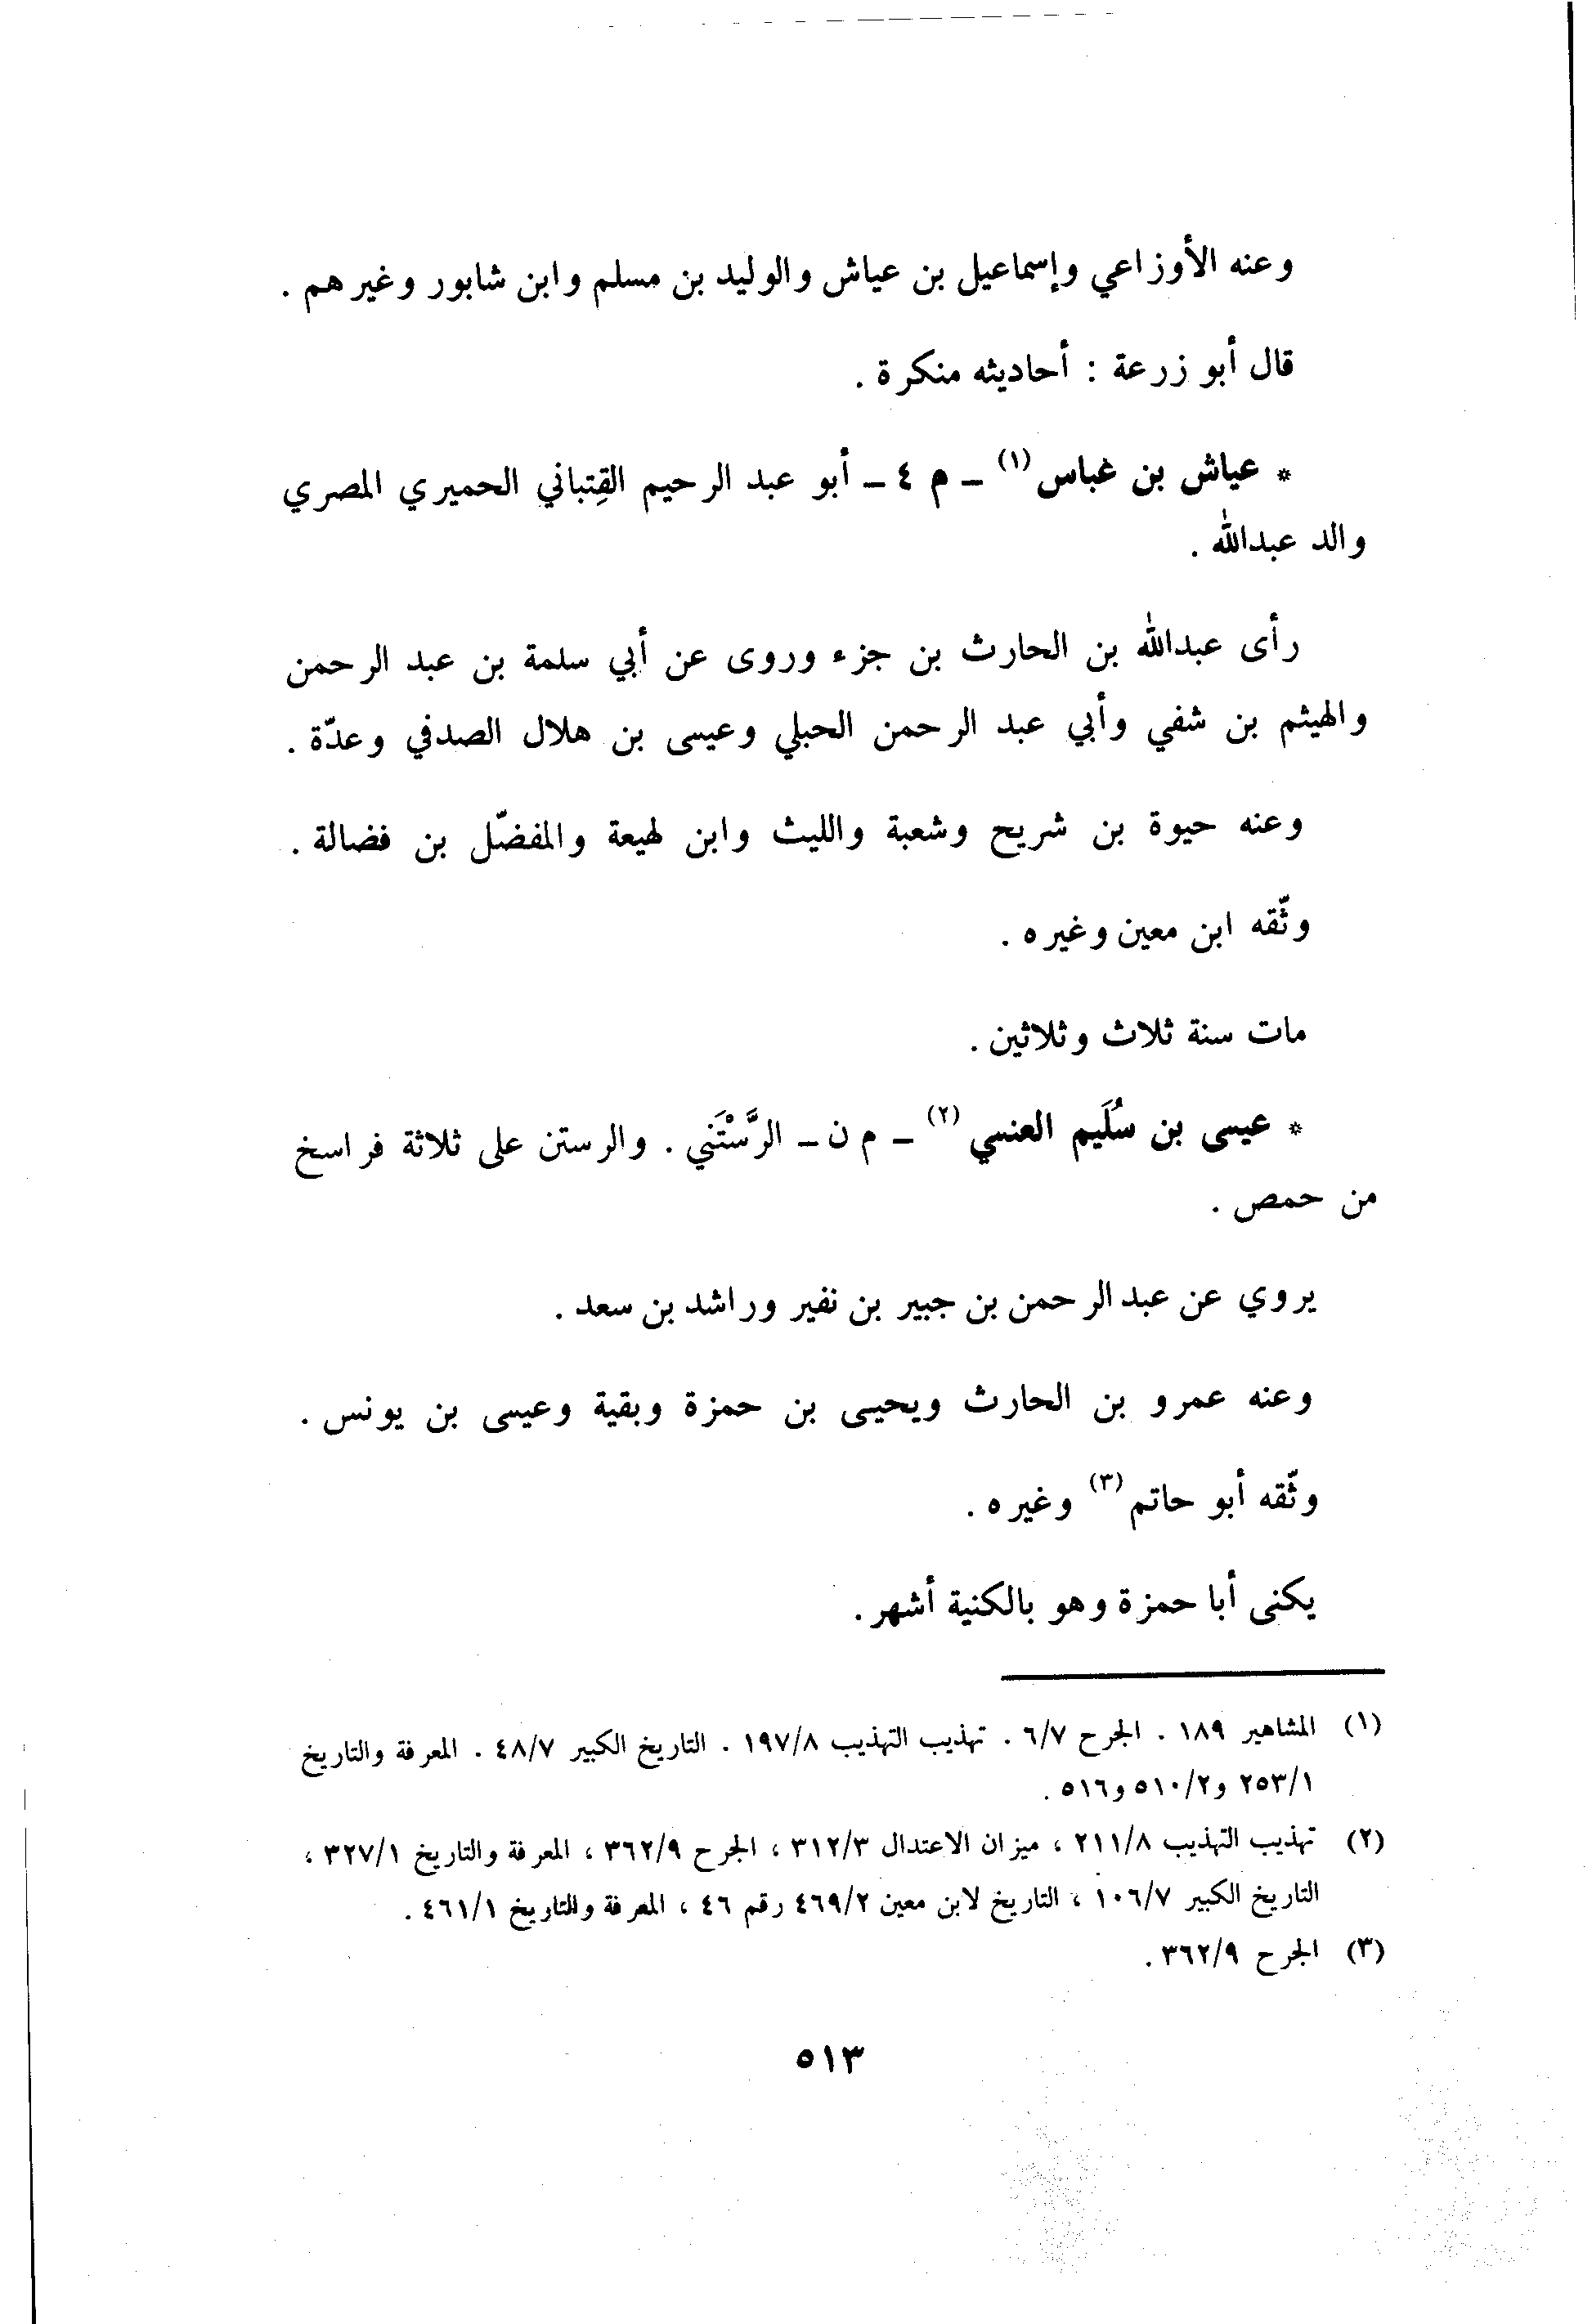 وعنه الأوزاعي وإسماعيل بن عياش والوليد بن مسلم وابن شابور وغيرهم .
قال أبو زرعة : أحاديثه منكرة .
* عياش بن غباس (١) - م ٤ - أبو عبد الرحيم القِتباني الحميري المصري
والد عبدالله .
رأى عبدالله بن الحارث بن جزء وروى عن أبي سلمة بن عبد الرحمن
والهيثم بن شفي وأبي عبد الرحمن الحبلي وعيسى بن هلال الصدفي وعدّة .
وعنه حيوة بن شريح وشعبة والليث وابن لهيعة والمفضّل بن فضالة .
وثّقه ابن معين وغيره .
مات سنة ثلاث وثلاثين .
* عيسى بن سُلَيم العنسي (٢) - م ن - الرَّسْتَني . والرستن على ثلاثة فراسخ
من حمص .
يروي عن عبد الرحمن بن جبير بن نفير وراشد بن سعد .
وعنه عمرو بن الحارث ويحيى بن حمزة وبقية وعيسى بن يونس .
وثّقه أبو حاتم (٣) وغيره .
يكنى أبا حمزة وهو بالكنية أشهر .
(١) المشاهير ١٨٩ . الجرح ٦/٧ . تهذيب التهذيب ١٩٧/٨ . التاريخ الكبير ٤٨/٧ . المعرفة والتاريخ
٢٥٣/١ و٥١٠/٢ و٥١٦ .
(٢) تهذيب التهذيب ٢١١/٨ ، ميزان الاعتدال ٣١٢/٣ ، الجرح ٣٦٢/٩ ، المعرفة والتاريخ ٣٢٧/١ ،
التاريخ الكبير ١٠٦/٧ ، التاريخ لابن معين ٤٦٩/٢ رقم ٤٦ ، المعرفة والتاريخ ٤٦١/١ .
(٣) الجرح ٣٦٢/٩ .
٥١٣